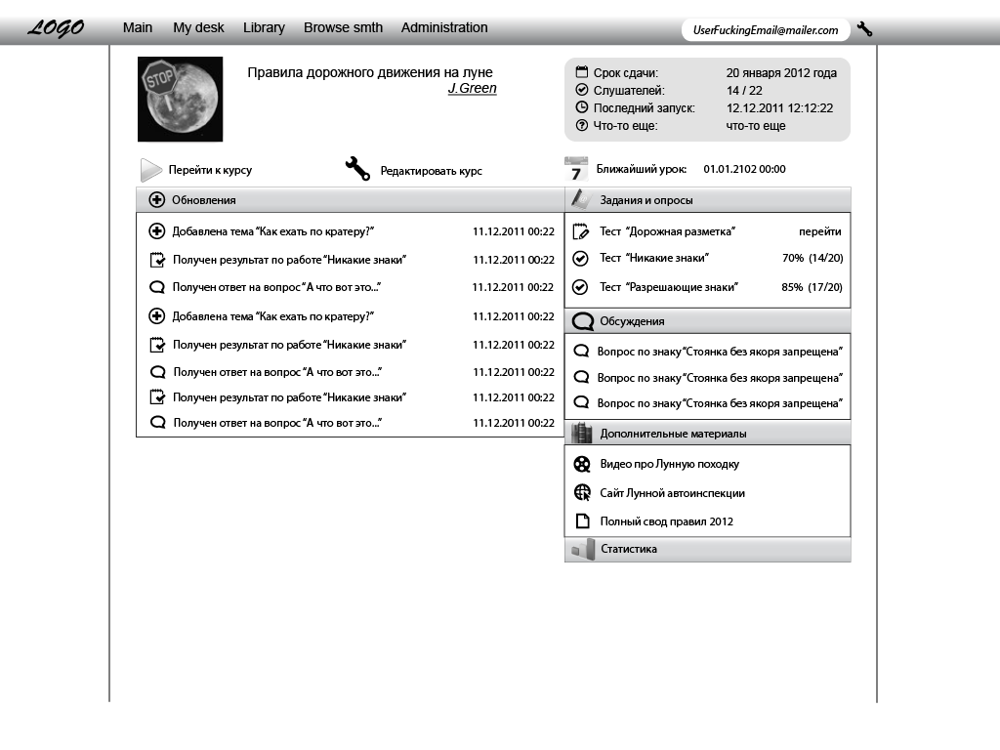 LOGO Main My desk Library Browse smth Administration UserFuckingEmail@mailer.com
STOP
Правила дорожного движения на луне
J.Green
Срок сдачи: 20 января 2012 года
Слушателей: 14 / 22
Последний запуск: 12.12.2011 12:12:22
Что-то еще: что-то еще
Перейти к курсу
Редактировать курс
7 Ближайший урок: 01.01.2102 00:00
Обновления
Добавлена тема “Как ехать по кратеру?” 11.12.2011 00:22
Получен результат по работе “Никакие знаки” 11.12.2011 00:22
Получен ответ на вопрос “А что вот это...” 11.12.2011 00:22
Добавлена тема “Как ехать по кратеру?” 11.12.2011 00:22
Получен результат по работе “Никакие знаки” 11.12.2011 00:22
Получен ответ на вопрос “А что вот это...” 11.12.2011 00:22
Получен результат по работе “Никакие знаки” 11.12.2011 00:22
Получен ответ на вопрос “А что вот это...” 11.12.2011 00:22
Задания и опросы
Тест “Дорожная разметка” перейти
Тест “Никакие знаки” 70% (14/20)
Тест “Разрешающие знаки” 85% (17/20)
Обсуждения
Вопрос по знаку “Стоянка без якоря запрещена”
Вопрос по знаку “Стоянка без якоря запрещена”
Вопрос по знаку “Стоянка без якоря запрещена”
Дополнительные материалы
Видео про Лунную походку
Сайт Лунной автоинспекции
Полный свод правил 2012
Статистика